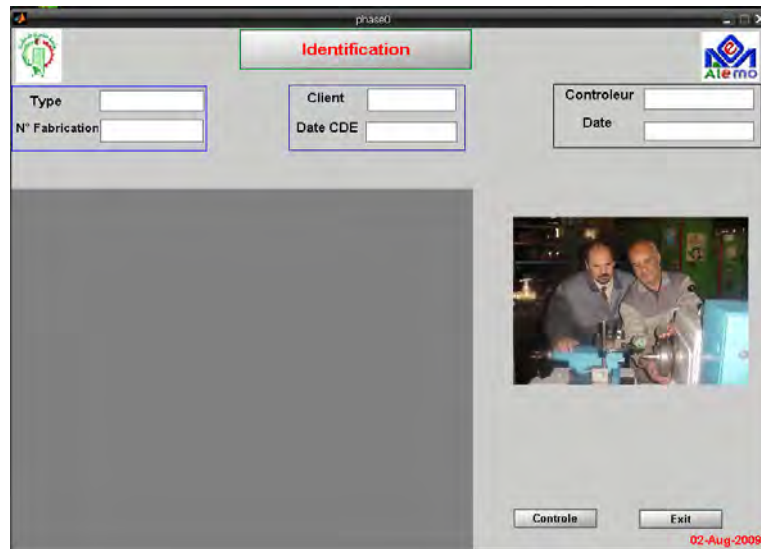 phase0
Identification
Alemo
Type
Client
Controleur
N° Fabrication
Date CDE
Date
Controle
Exit
02-Aug-2009